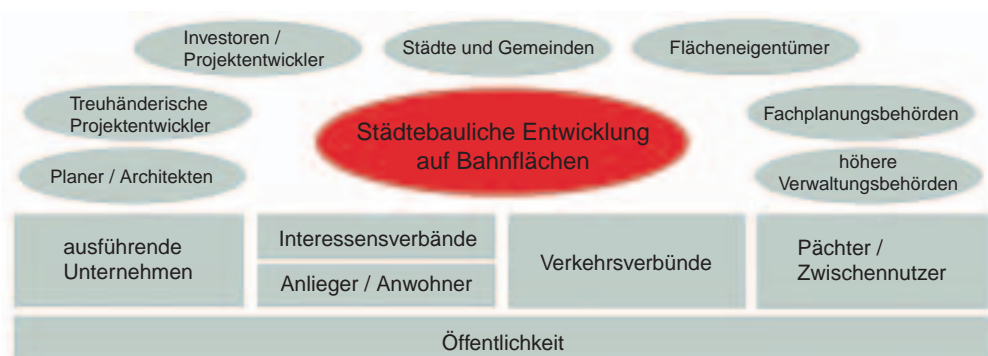 Investoren /
Projektentwickler
Städte und Gemeinden
Flächeneigentümer
Treuhänderische
Projektentwickler
Städtebauliche Entwicklung
auf Bahnflächen
Fachplanungsbehörden
Planer / Architekten
höhere
Verwaltungsbehörden
ausführende
Unternehmen
Interessensverbände
Anlieger / Anwohner
Verkehrsverbünde
Pächter /
Zwischennutzer
Öffentlichkeit